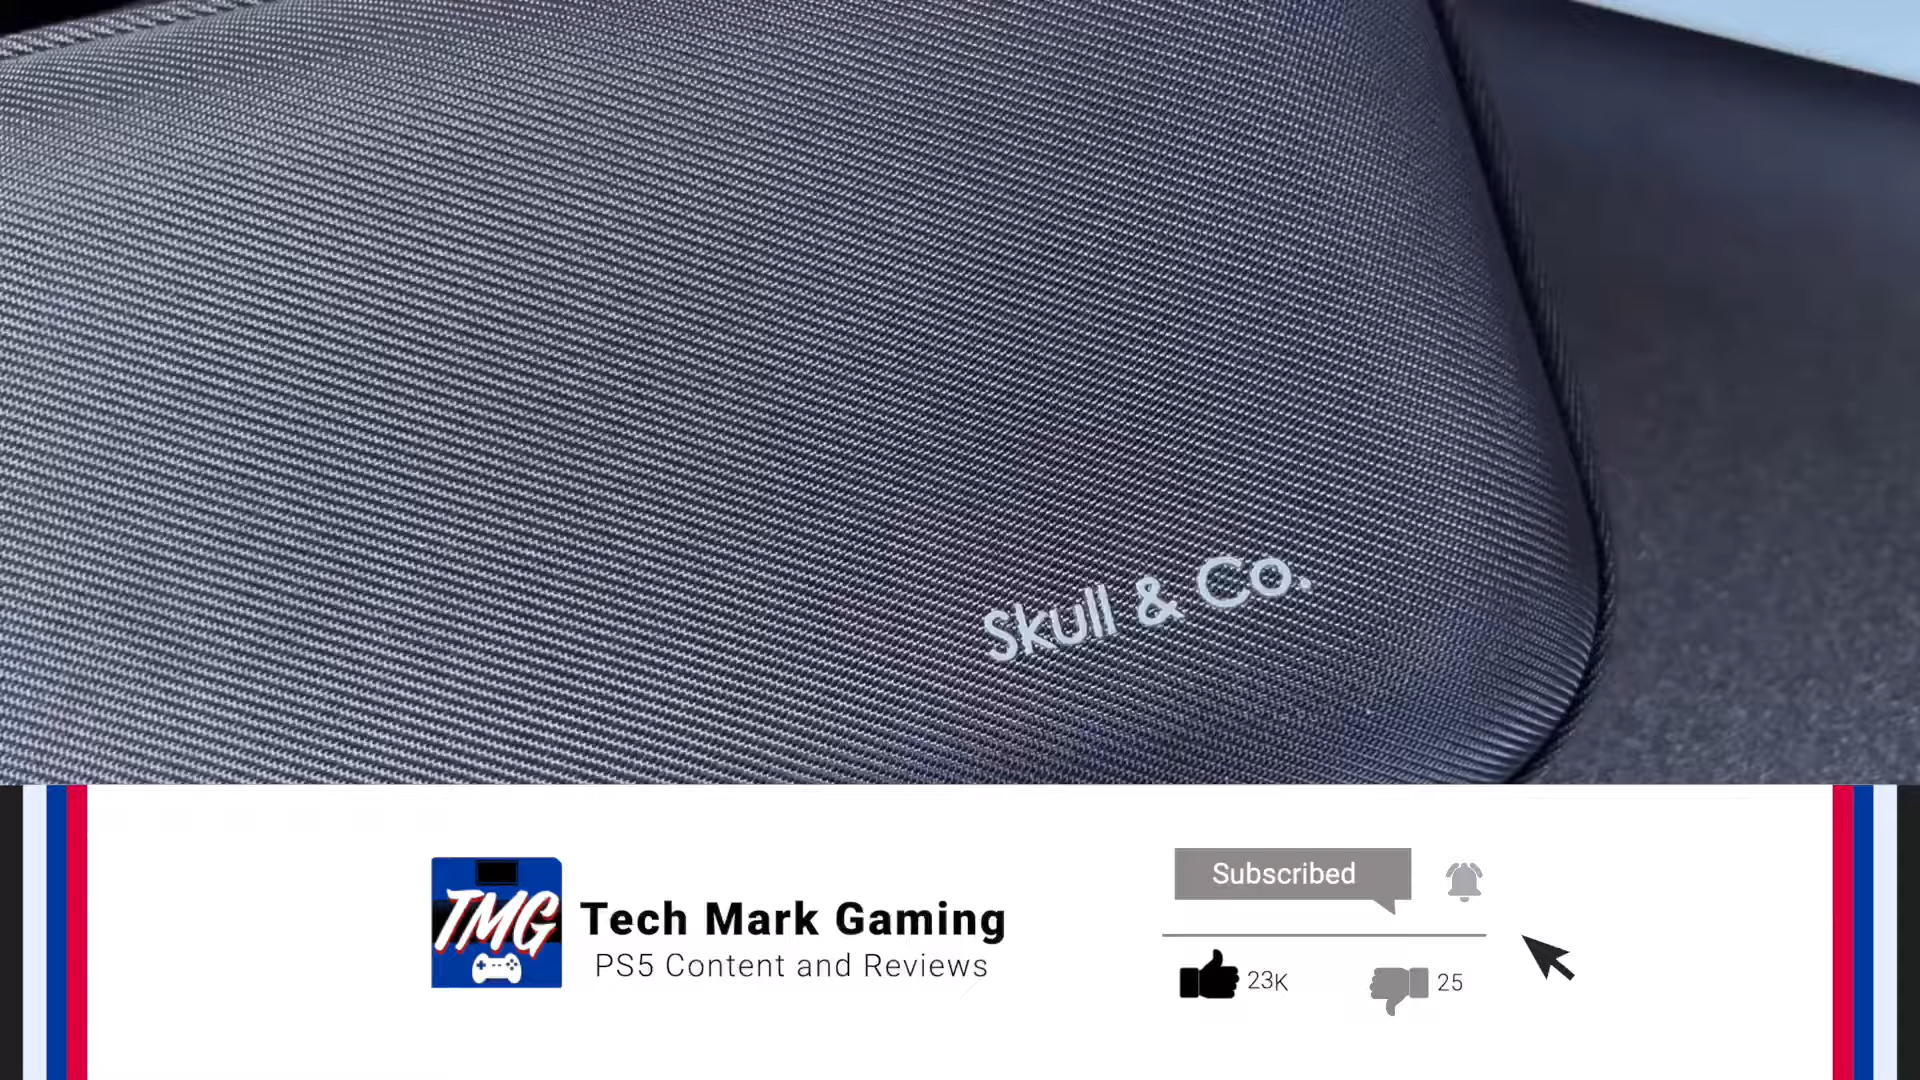 Skull & Co.
TMG
Tech Mark Gaming
PS5 Content and Reviews
Subscribed
23K
25